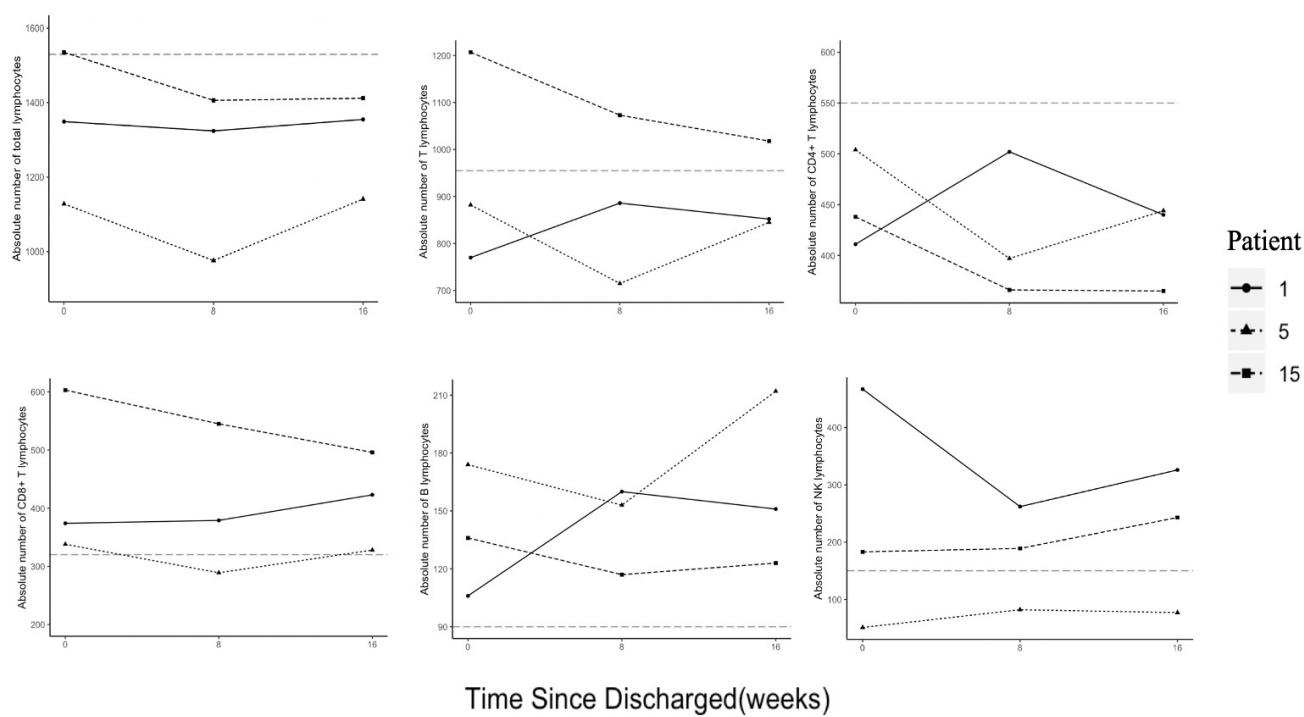 Absolute number of total lymphocytes
1600
1400
1200
1000
0 8 16
Absolute number of T lymphocytes
1200
1100
1000
900
800
700
0 8 16
Absolute number of CD4+ T lymphocytes
600
550
500
450
400
0 8 16
Patient
1
5
15
Absolute number of CD8+ T lymphocytes
600
500
400
300
200
0 8 16
Absolute number of B lymphocytes
210
180
150
120
90
0 8 16
Absolute number of NK lymphocytes
400
300
200
100
0 8 16
Time Since Discharged(weeks)